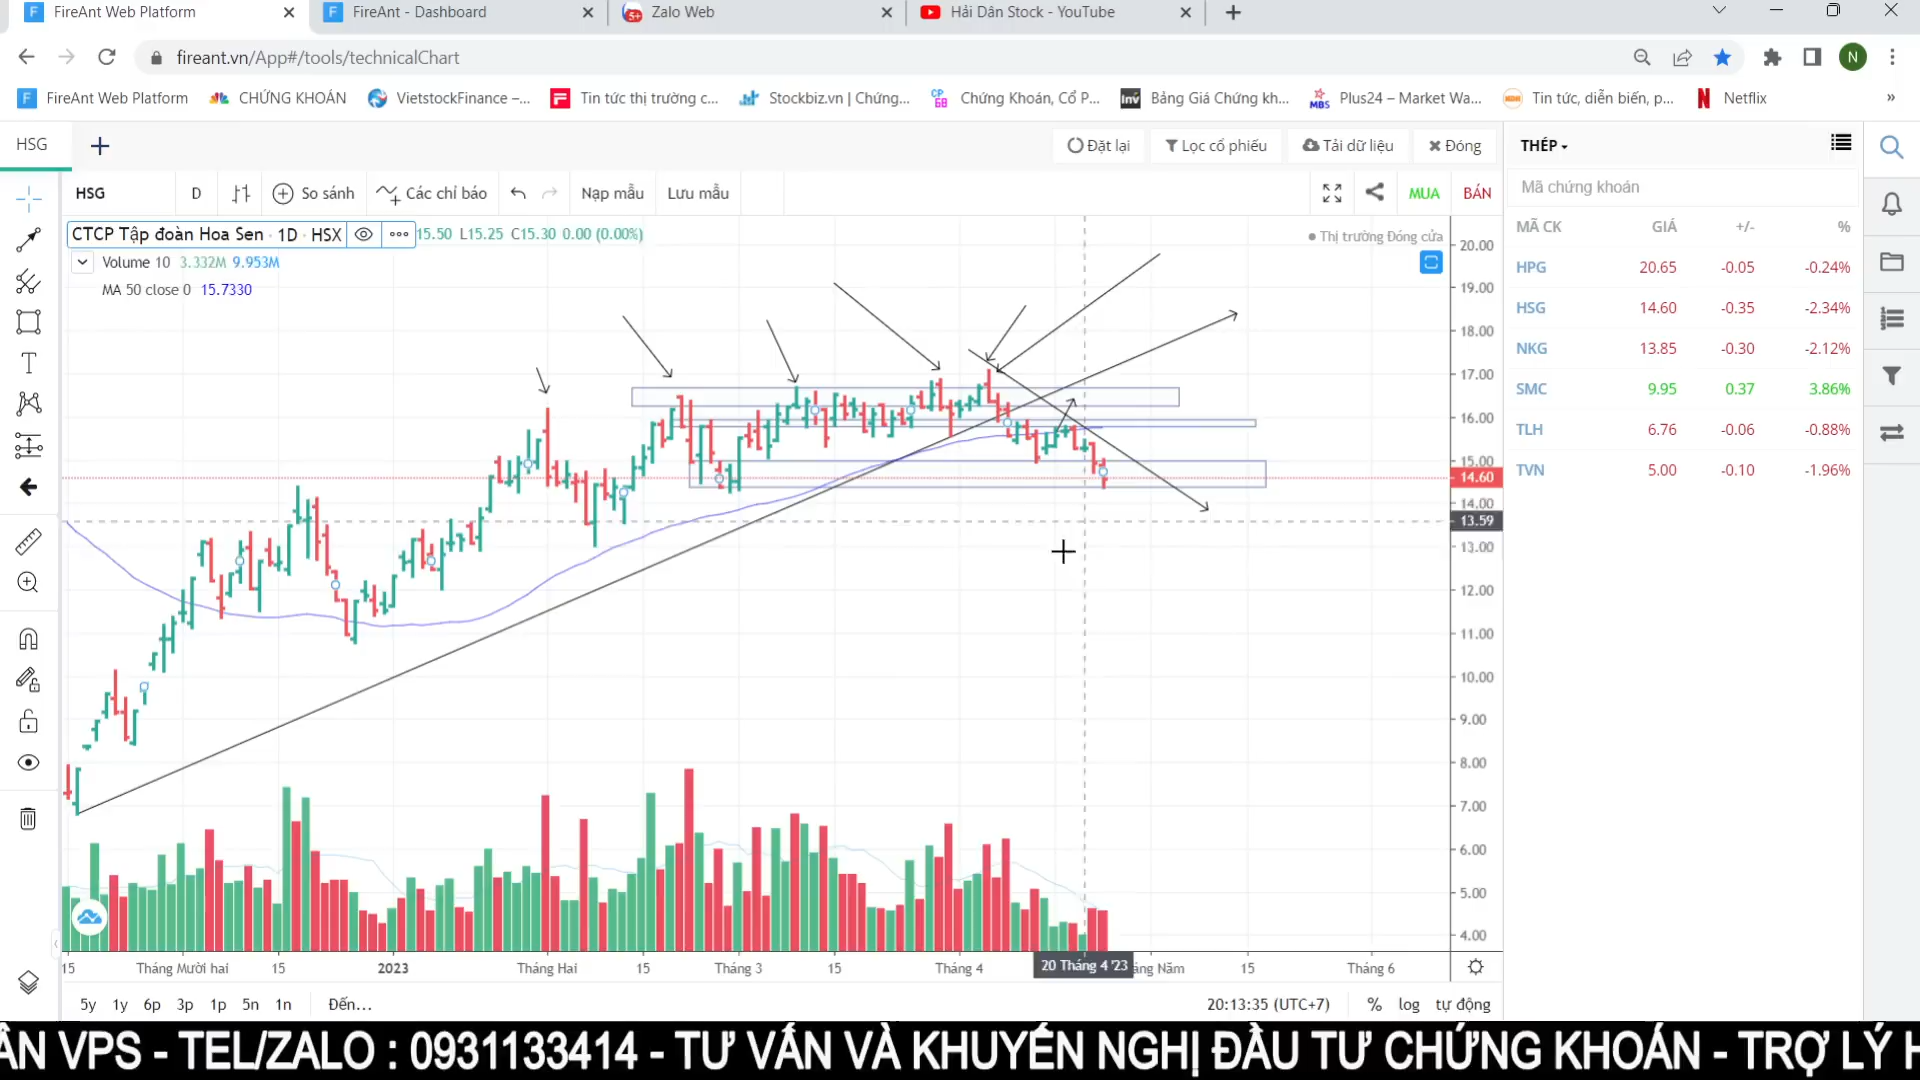 FireAnt Web Platform
FireAnt - Dashboard
5+
Zalo Web
Hải Dân Stock - YouTube
fireant.vn/App#/tools/technicalChart
N
FireAnt Web Platform
CHỨNG KHOÁN
VietstockFinance –...
Tin tức thị trường c...
Stockbiz.vn | Chứng...
Chứng Khoán, Cổ P...
Bảng Giá Chứng kh...
Plus24 – Market Wa...
Tin tức, diễn biến, p...
Netflix
»
HSG
Đặt lại
Lọc cổ phiếu
Tải dữ liệu
Đóng
THÉP
HSG
D
So sánh
Các chỉ báo
Nạp mẫu
Lưu mẫu
MUA
BÁN
Mã chứng khoán
CTCP Tập đoàn Hoa Sen · 1D · HSX
15.50 L15.25 C15.30 0.00 (0.00%)
Thị trường Đóng cửa
Volume 10 3.332M 9.953M
MA 50 close 0 15.7330
MÃ CK GIÁ +/- %
HPG 20.65 -0.05 -0.24%
HSG 14.60 -0.35 -2.34%
NKG 13.85 -0.30 -2.12%
SMC 9.95 0.37 3.86%
TLH 6.76 -0.06 -0.88%
TVN 5.00 -0.10 -1.96%
20.00
19.00
18.00
17.00
16.00
15.00
14.60
14.00
13.59
13.00
12.00
11.00
10.00
9.00
8.00
7.00
6.00
5.00
4.00
15 Tháng Mười hai 15 2023 Tháng Hai 15 Tháng 3 15 Tháng 4 20 Tháng 4 '23 áng Năm 15 Tháng 6
5y 1y 6p 3p 1p 5n 1n Đến...
20:13:35 (UTC+7) % log tự động
ẦN VPS - TEL/ZALO : 0931133414 - TƯ VẤN VÀ KHUYẾN NGHỊ ĐẦU TƯ CHỨNG KHOÁN - TRỢ LÝ H